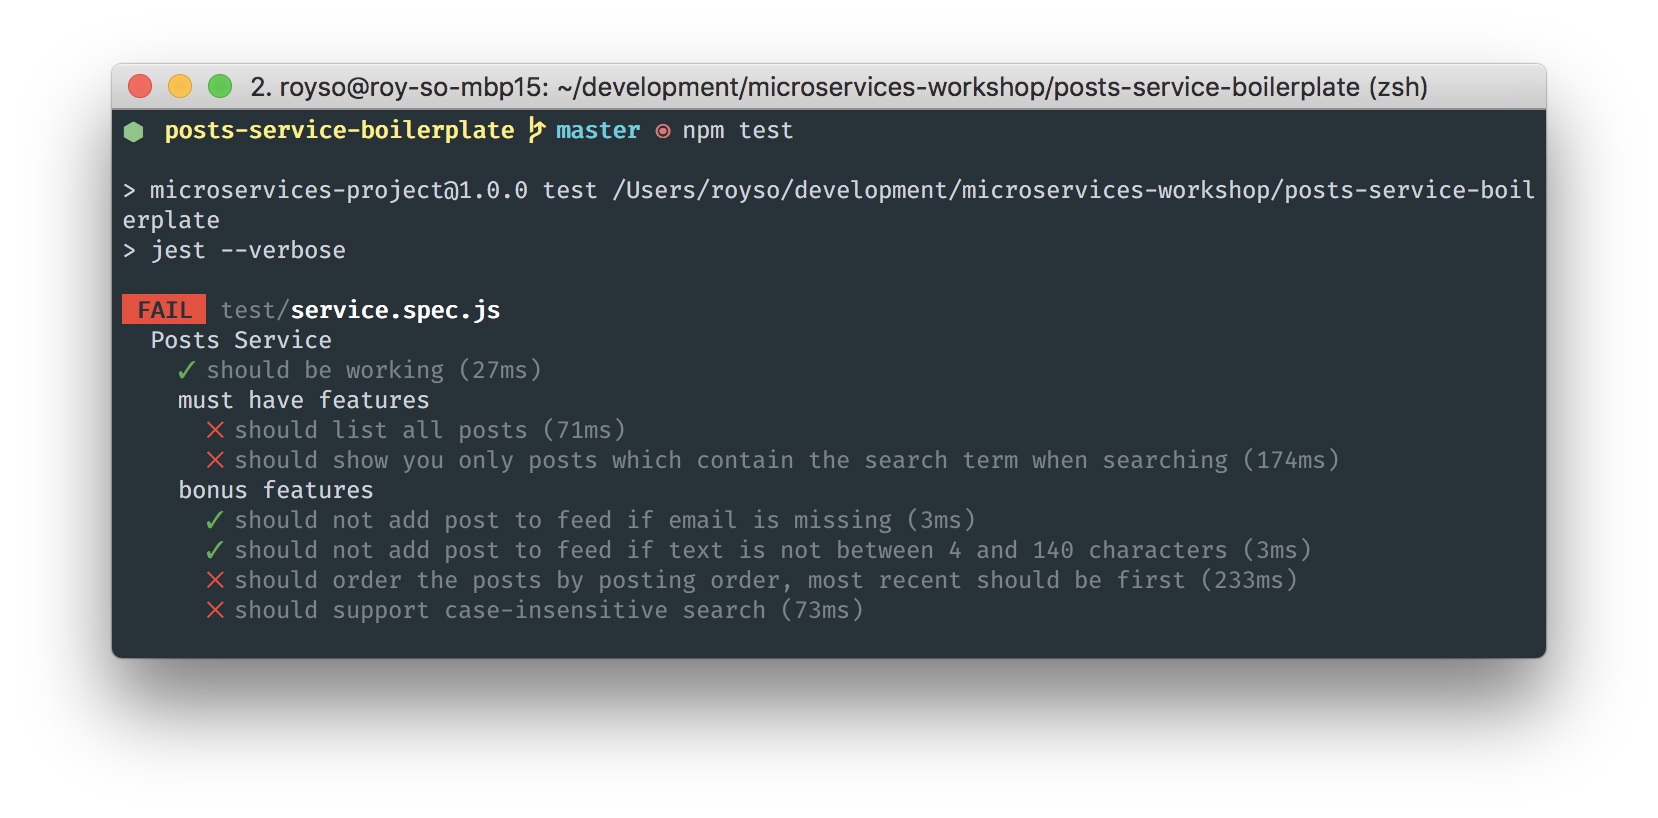 2. royso@roy-so-mbp15: ~/development/microservices-workshop/posts-service-boilerplate (zsh)
posts-service-boilerplate master npm test
> microservices-project@1.0.0 test /Users/royso/development/microservices-workshop/posts-service-boil
erplate
> jest --verbose
FAIL test/service.spec.js
Posts Service
✓ should be working (27ms)
must have features
✕ should list all posts (71ms)
✕ should show you only posts which contain the search term when searching (174ms)
bonus features
✓ should not add post to feed if email is missing (3ms)
✓ should not add post to feed if text is not between 4 and 140 characters (3ms)
✕ should order the posts by posting order, most recent should be first (233ms)
✕ should support case-insensitive search (73ms)